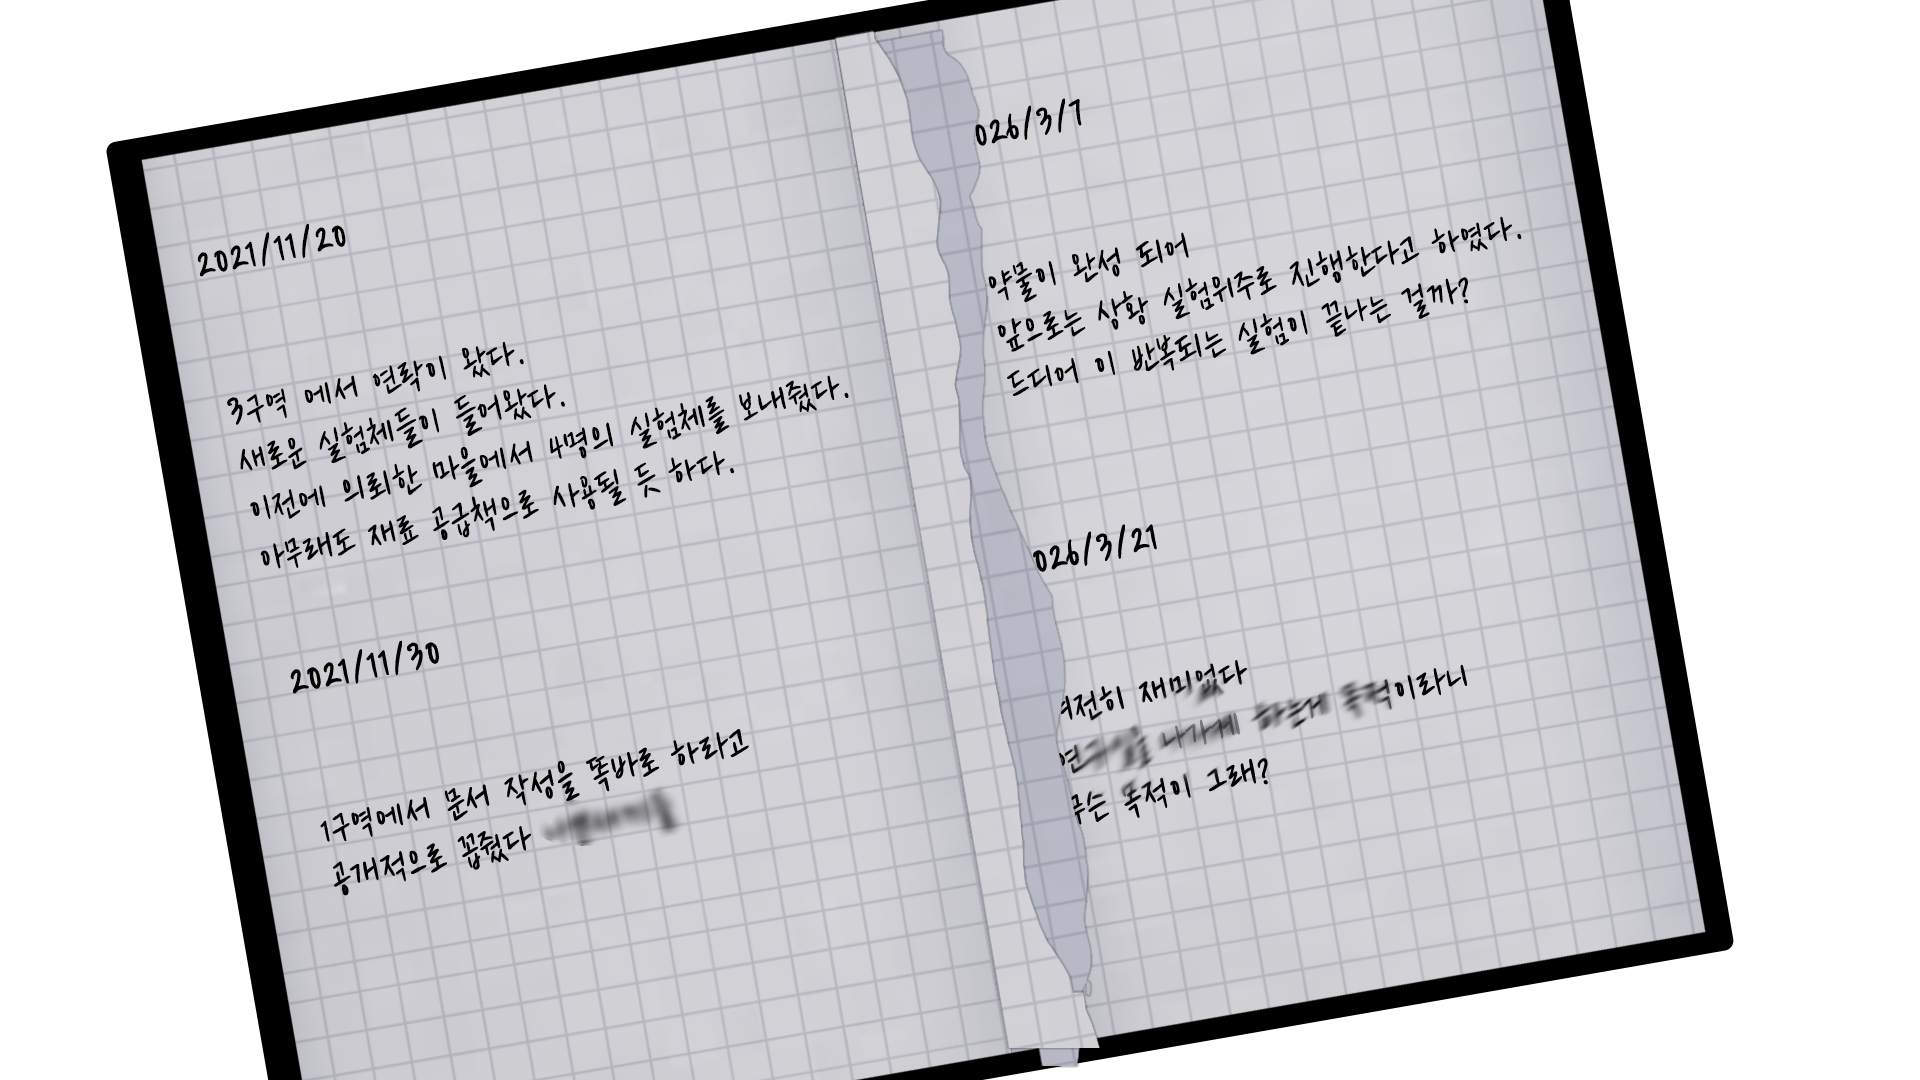 2021/11/20
3구역 에서 연락이 왔다.
새로운 실험체들이 들어왔다.
이전에 의뢰한 마을에서 4명의 실험체를 보내줬다.
아무래도 재료 공급책으로 사용될 듯 하다.
2021/11/30
1구역에서 문서 작성을 똑바로 하라고
공개적으로 꼽줬다
026/3/7
약물이 완성 되어
앞으로는 상황 실험위주로 진행한다고 하였다.
드디어 이 반복되는 실험이 끝나는 걸까?
026/3/21
여전히 재미없다
나가게 하는게 목적이라니
무슨 목적이 그래?